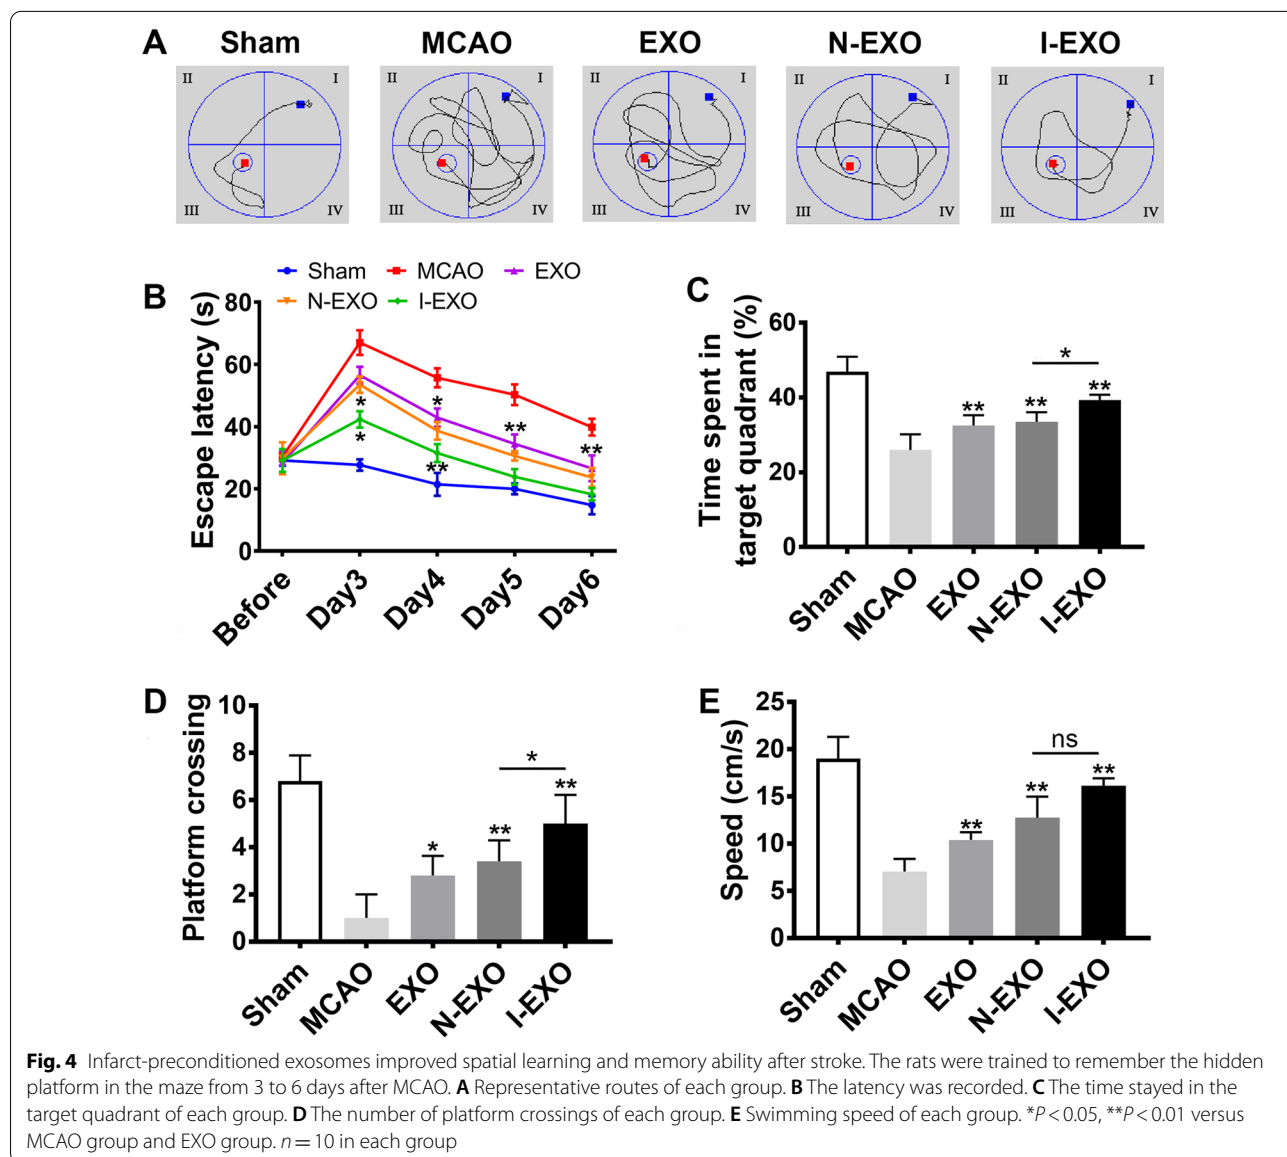 A Sham MCAO EXO N-EXO I-EXO
II I II I II I II I II I
III IV III IV III IV III IV III IV
B
Sham MCAO EXO
N-EXO I-EXO
Escape latency (s)
80
60
40
20
0
* * * ** ** **
Before Day3 Day4 Day5 Day6
C
Time spent in
target quadrant (%)
60
40
20
0
** ** * **
Sham MCAO EXO N-EXO I-EXO
D
Platform crossing
10
8
6
4
2
0
* ** * **
Sham MCAO EXO N-EXO I-EXO
E
Speed (cm/s)
25
20
15
10
5
0
** ** ns **
Sham MCAO EXO N-EXO I-EXO
Fig. 4 Infarct-preconditioned exosomes improved spatial learning and memory ability after stroke. The rats were trained to remember the hidden
platform in the maze from 3 to 6 days after MCAO. A Representative routes of each group. B The latency was recorded. C The time stayed in the
target quadrant of each group. D The number of platform crossings of each group. E Swimming speed of each group. *P < 0.05, **P < 0.01 versus
MCAO group and EXO group. n = 10 in each group